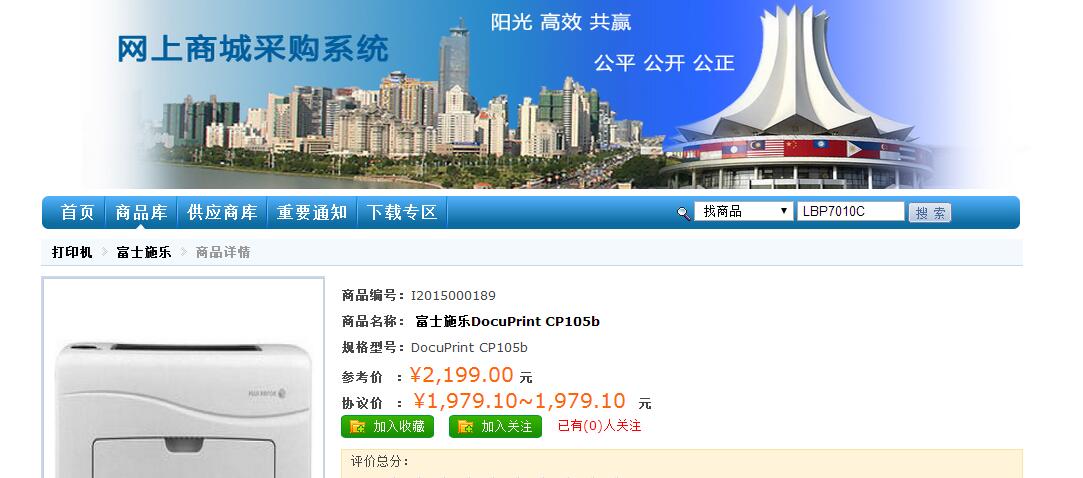 阳光 高效 共赢
网上商城采购系统
公平 公开 公正
首页 商品库 供应商库 重要通知 下载专区 找商品 LBP7010C 搜 索
打印机 富士施乐 商品详情
商品编号：I2015000189
商品名称： 富士施乐DocuPrint CP105b
规格型号：DocuPrint CP105b
参考价 ：¥2,199.00 元
协议价 ：¥1,979.10~1,979.10 元
加入收藏 加入关注 已有(0)人关注
FUJI XEROX
评价总分：